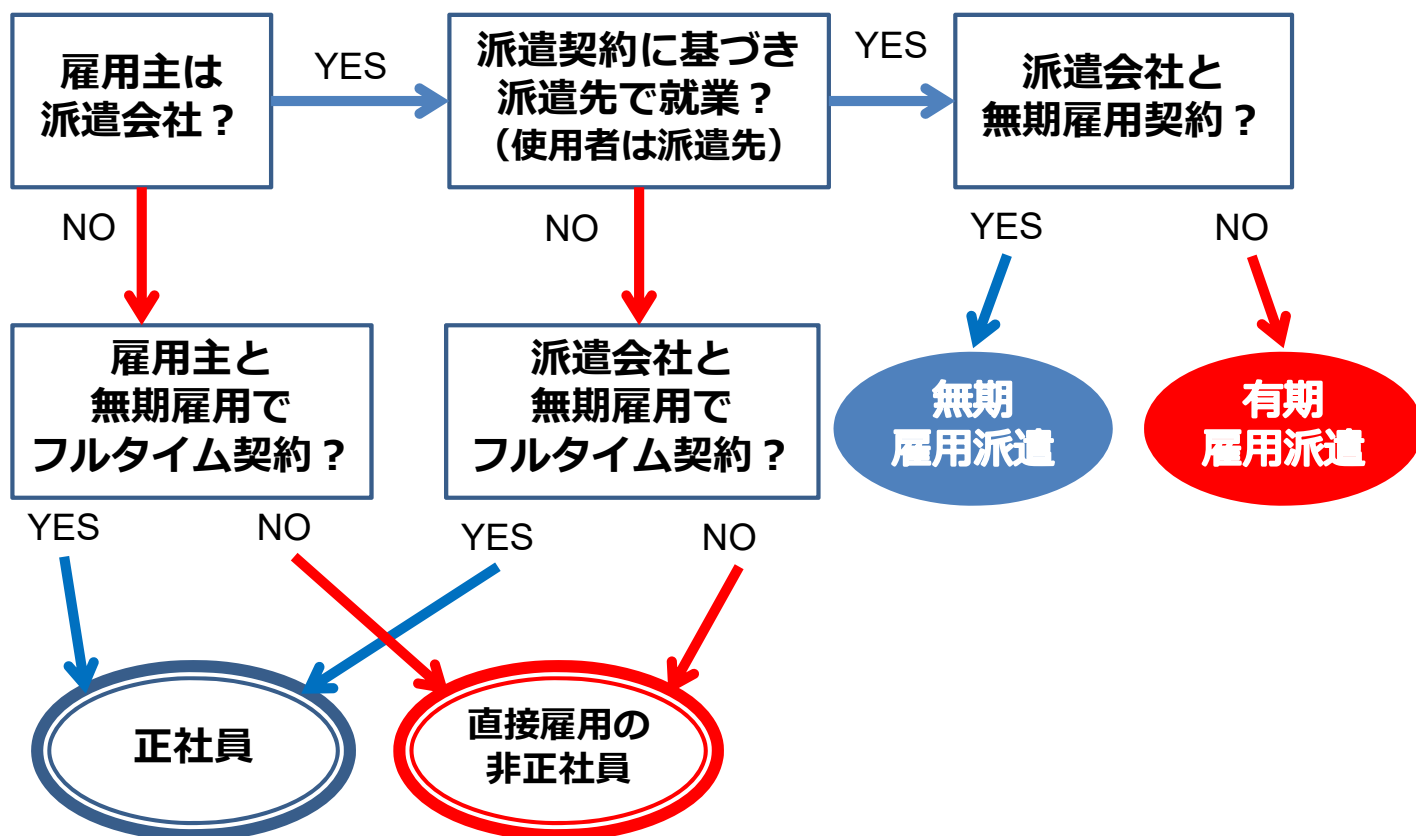 雇用主は
派遣会社？
YES
派遣契約に基づき
派遣先で就業？
（使用者は派遣先）
YES
派遣会社と
無期雇用契約？
NO
NO
YES
NO
雇用主と
無期雇用で
フルタイム契約？
派遣会社と
無期雇用で
フルタイム契約？
無期
雇用派遣
有期
雇用派遣
YES
NO
YES
NO
正社員
直接雇用の
非正社員